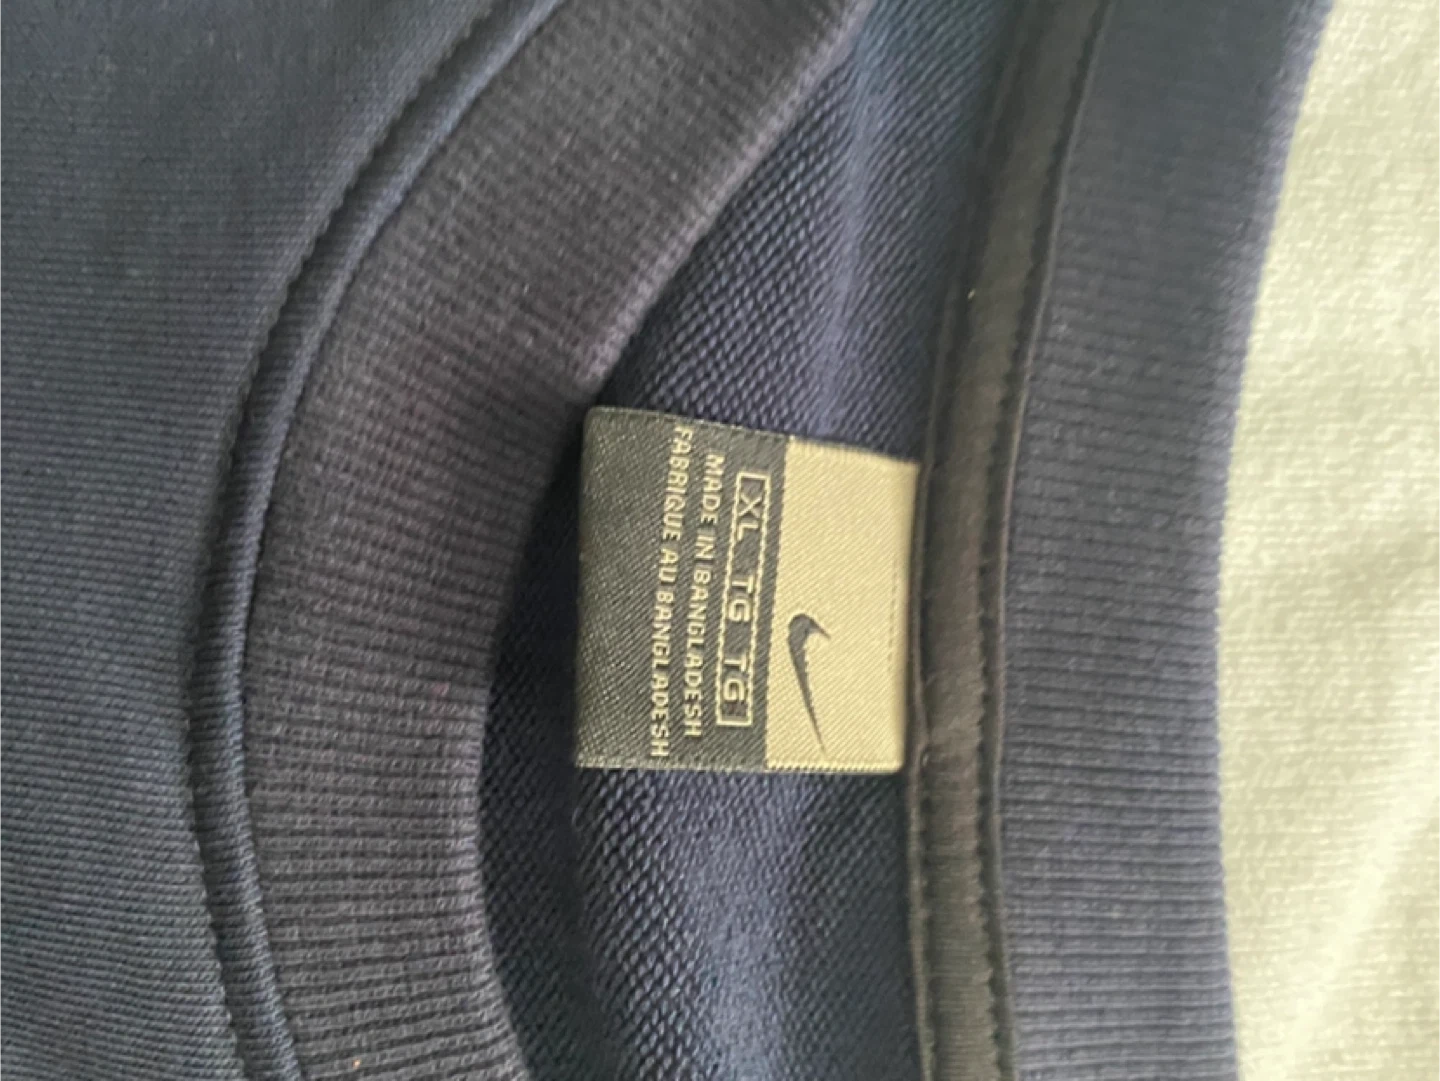 XL TG TG
MADE IN BANGLADESH
FABRIQUE AU BANGLADESH